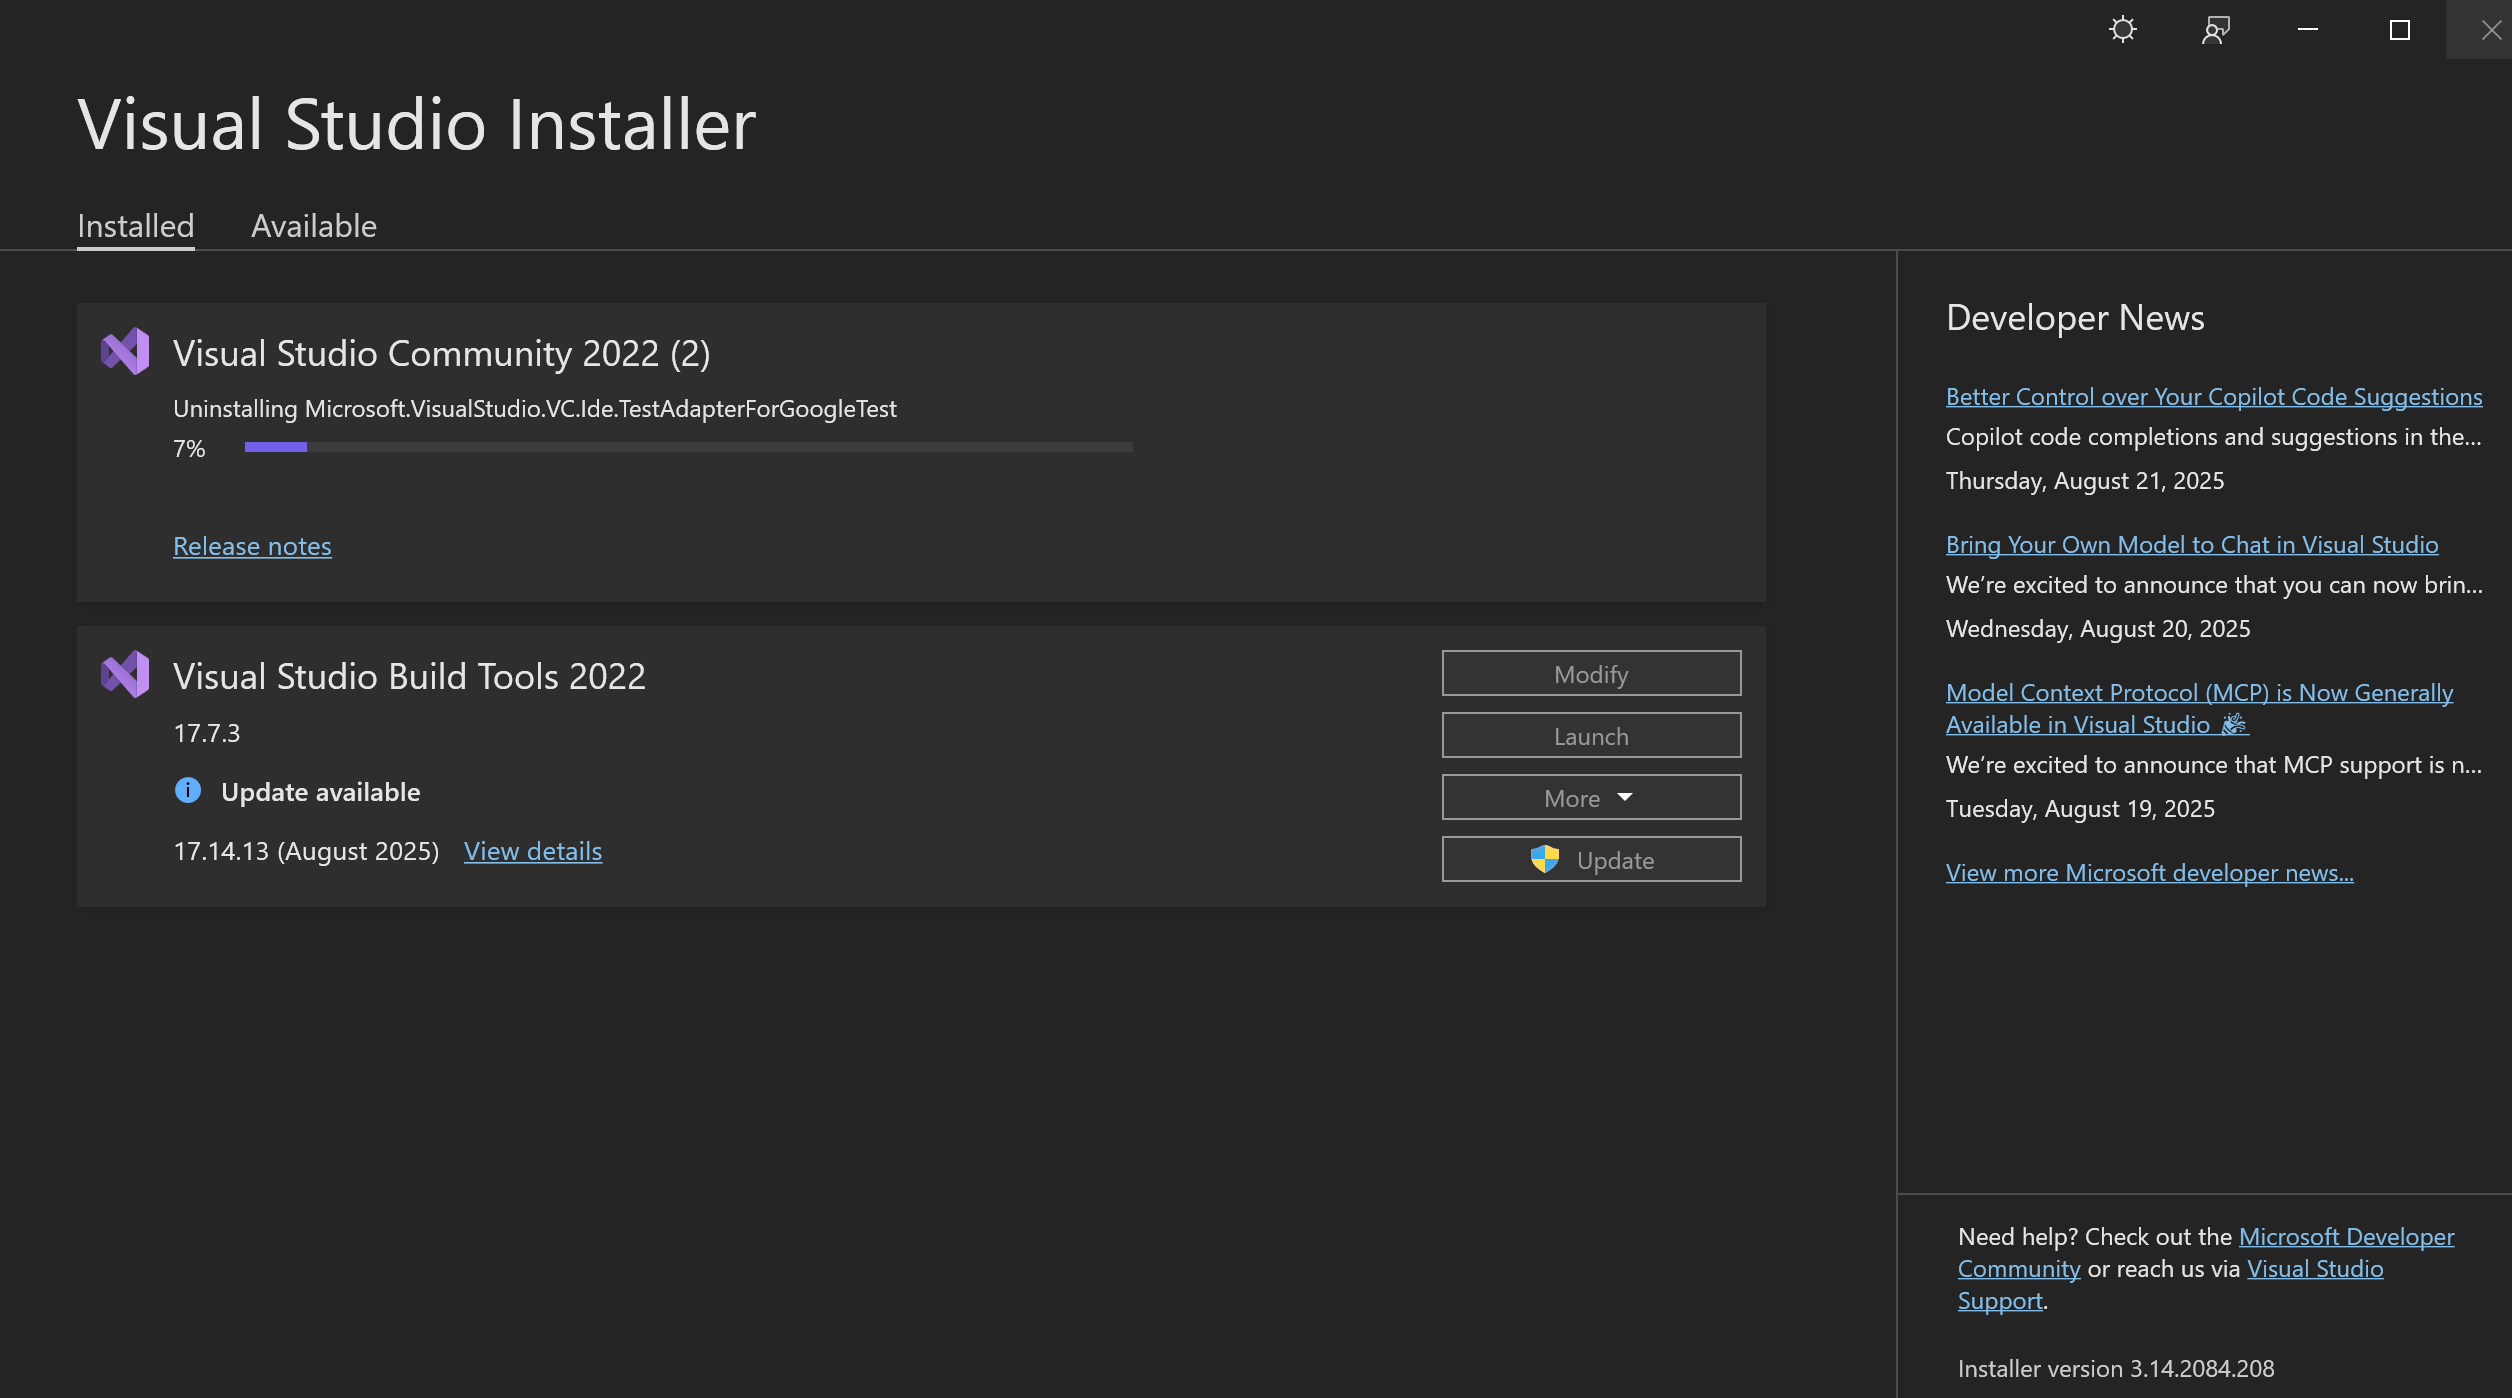 Visual Studio Installer
Installed
Available
Visual Studio Community 2022 (2)
Uninstalling Microsoft.VisualStudio.VC.Ide.TestAdapterForGoogleTest
7%
Release notes
Visual Studio Build Tools 2022
17.7.3
Update available
17.14.13 (August 2025) View details
Modify
Launch
More
Update
Developer News
Better Control over Your Copilot Code Suggestions
Copilot code completions and suggestions in the...
Thursday, August 21, 2025
Bring Your Own Model to Chat in Visual Studio
We’re excited to announce that you can now brin...
Wednesday, August 20, 2025
Model Context Protocol (MCP) is Now Generally
Available in Visual Studio 🎉
We’re excited to announce that MCP support is n...
Tuesday, August 19, 2025
View more Microsoft developer news...
Need help? Check out the Microsoft Developer
Community or reach us via Visual Studio
Support.
Installer version 3.14.2084.208